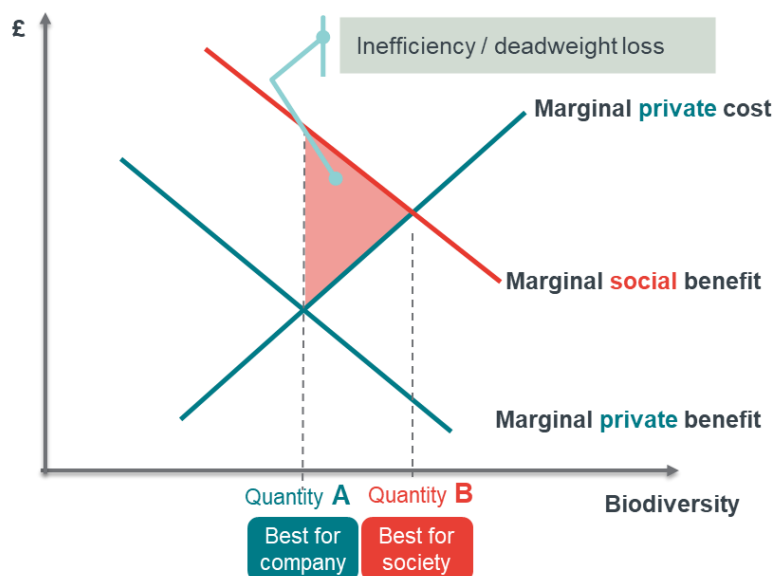 £
Inefficiency / deadweight loss
Marginal private cost
Marginal social benefit
Marginal private benefit
Quantity A
Quantity B
Biodiversity
Best for
company
Best for
society